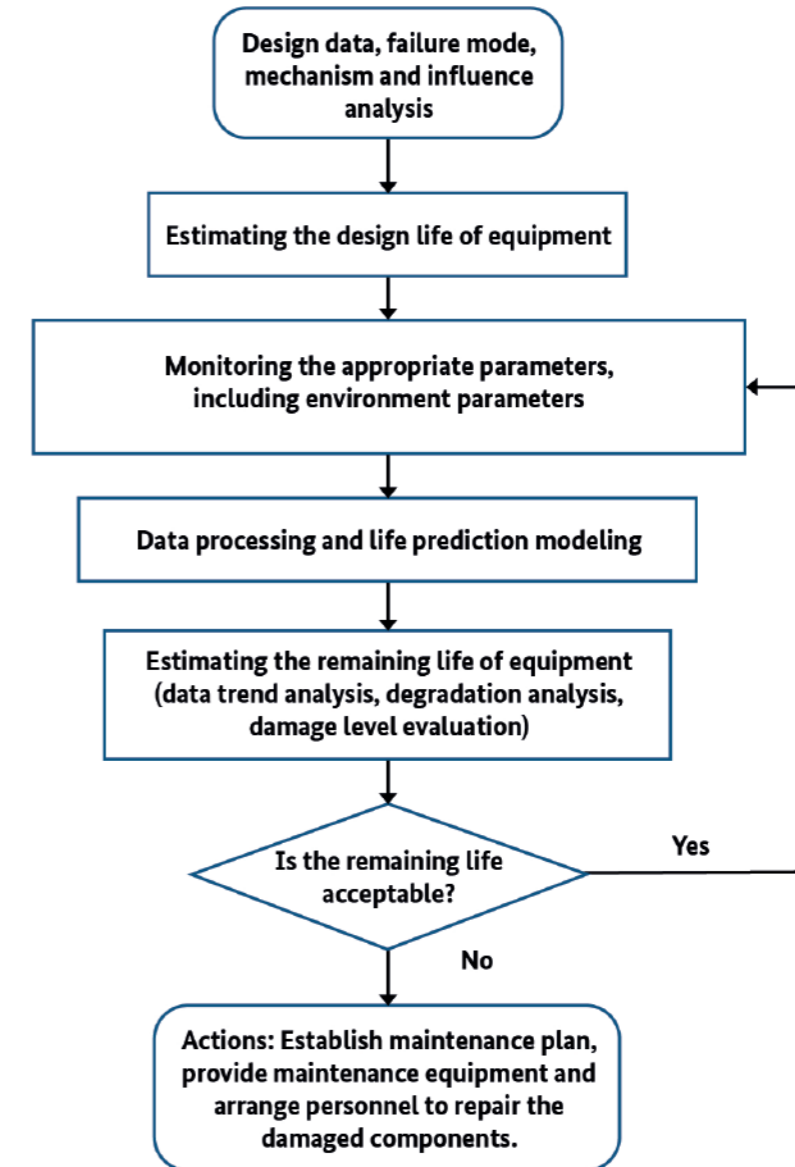 Design data, failure mode,
mechanism and influence
analysis
Estimating the design life of equipment
Monitoring the appropriate parameters,
including environment parameters
Data processing and life prediction modeling
Estimating the remaining life of equipment
(data trend analysis, degradation analysis,
damage level evaluation)
Is the remaining life
acceptable?
Yes
No
Actions: Establish maintenance plan,
provide maintenance equipment and
arrange personnel to repair the
damaged components.